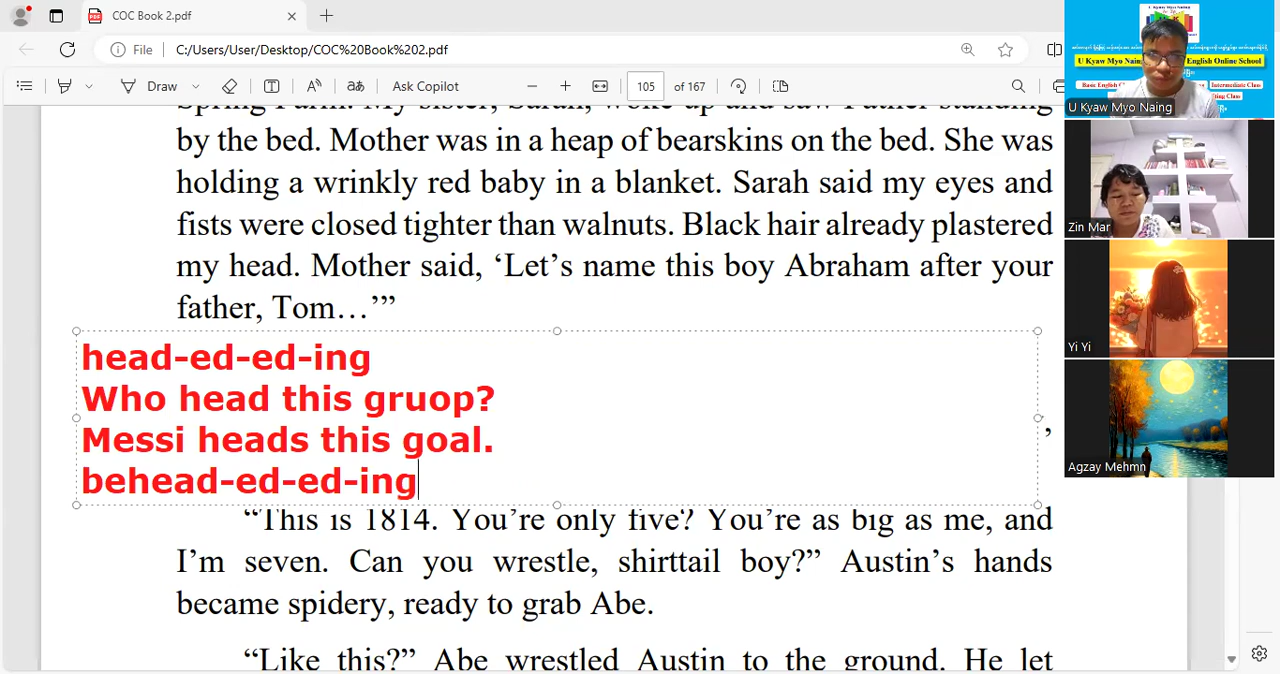 COC Book 2.pdf
File
C:/Users/User/Desktop/COC%20Book%202.pdf
Draw
Ask Copilot
105 of 167
by the bed. Mother was in a heap of bearskins on the bed. She was
holding a wrinkly red baby in a blanket. Sarah said my eyes and
fists were closed tighter than walnuts. Black hair already plastered
my head. Mother said, ‘Let’s name this boy Abraham after your
father, Tom…’”
head-ed-ed-ing
Who head this gruop?
Messi heads this goal.
behead-ed-ed-ing
“This is 1814. You’re only five? You’re as big as me, and
I’m seven. Can you wrestle, shirttail boy?” Austin’s hands
became spidery, ready to grab Abe.
“Like this?” Abe wrestled Austin to the ground. He let
U Kyaw Myo Naing
English Online School
Intermediate Class
U Kyaw Myo Naing
Zin Mar
Yi Yi
Agzay Mehmn